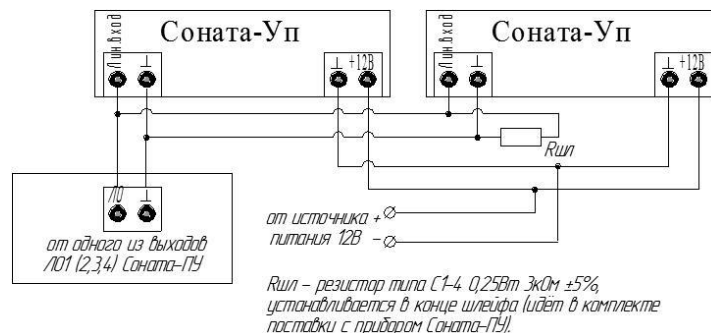 Соната-Уп
Соната-Уп
Лин.вход
⊥
⊥ +12В
Лин.вход
⊥ +12В
Rшл
ЛО ⊥
от одного из выходов
ЛО1 (2,3,4) Соната-ПУ
от источника +
питания 12В -
Rшл - резистор типа С1-4 0,25Вт 3кОм ±5%,
устанавливается в конце шлейфа (идёт в комплекте
поставки с прибором Соната-ПУ)